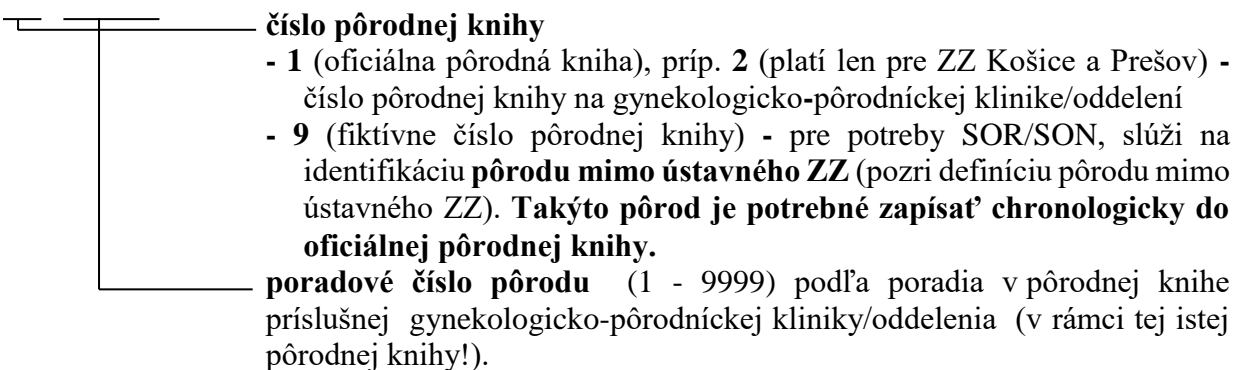 číslo pôrodnej knihy
- 1 (oficiálna pôrodná kniha), príp. 2 (platí len pre ZZ Košice a Prešov) -
číslo pôrodnej knihy na gynekologicko-pôrodníckej klinike/oddelení
- 9 (fiktívne číslo pôrodnej knihy) - pre potreby SOR/SON, slúži na
identifikáciu pôrodu mimo ústavného ZZ (pozri definíciu pôrodu mimo
ústavného ZZ). Takýto pôrod je potrebné zapísať chronologicky do
oficiálnej pôrodnej knihy.
poradové číslo pôrodu (1 - 9999) podľa poradia v pôrodnej knihe
príslušnej gynekologicko-pôrodníckej kliniky/oddelenia (v rámci tej istej
pôrodnej knihy!).